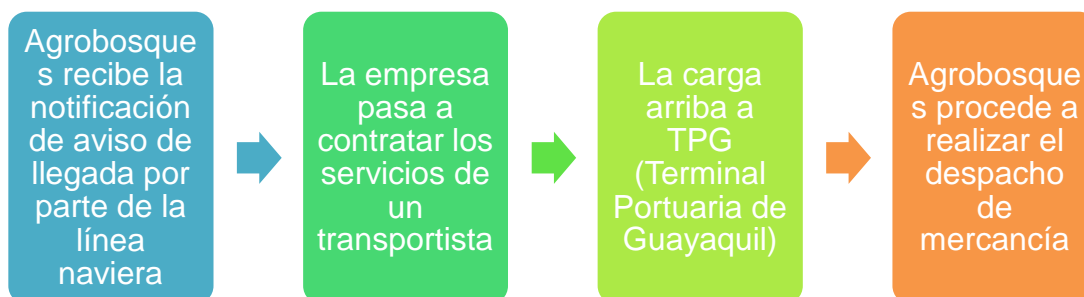 Agrobosque
s recibe la
notificación
de aviso de
llegada por
parte de la
línea
naviera
La empresa
pasa a
contratar los
servicios de
un
transportista
La carga
arriba a
TPG
(Terminal
Portuaria de
Guayaquil)
Agrobosque
s procede a
realizar el
despacho
de
mercancía